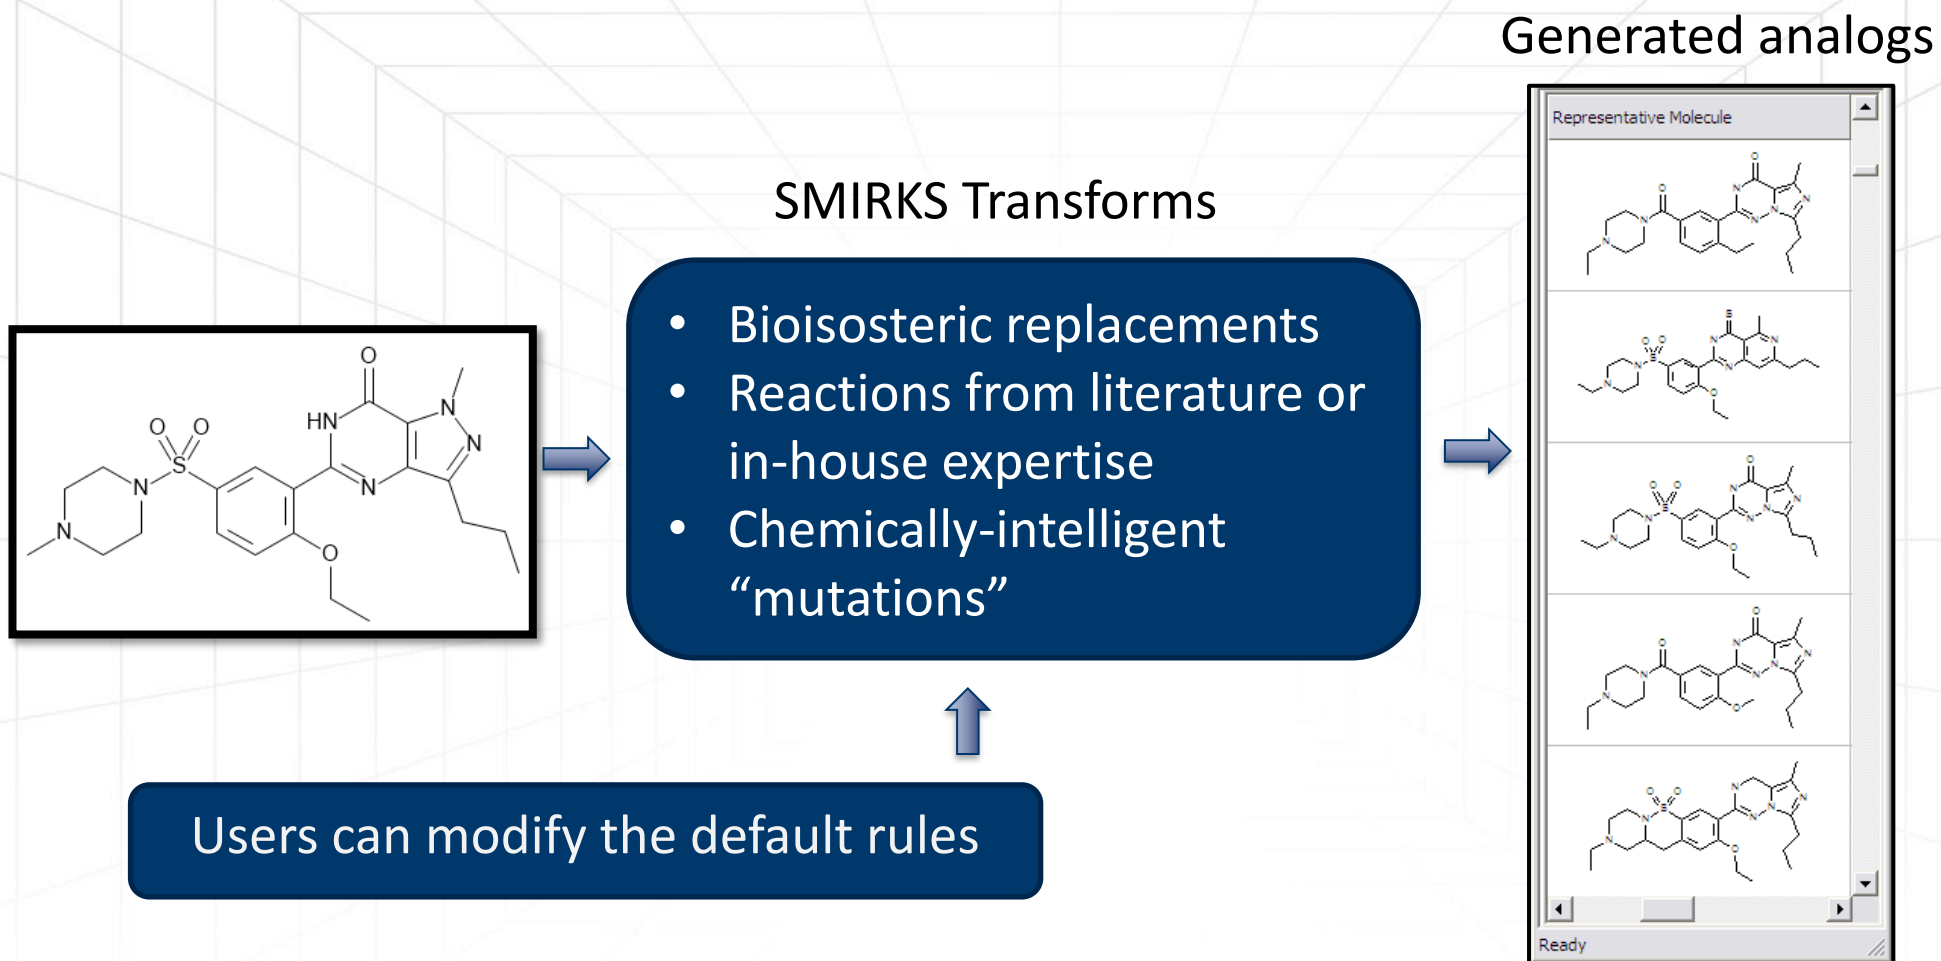 Generated analogs
Representative Molecule
SMIRKS Transforms
• Bioisosteric replacements
• Reactions from literature or
in-house expertise
• Chemically-intelligent
“mutations”
Users can modify the default rules
O
HN
N
N
N
O O
S
N
N
O
Ready